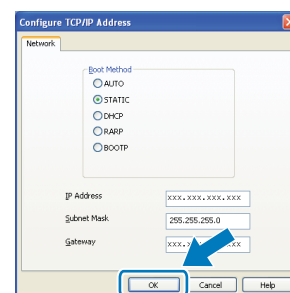 Configure TCP/IP Address
Network
Boot Method
AUTO
STATIC
DHCP
RARP
BOOTP
IP Address xxx.xxx.xxx.xxx
Subnet Mask 255.255.255.0
Gateway
OK Cancel Help